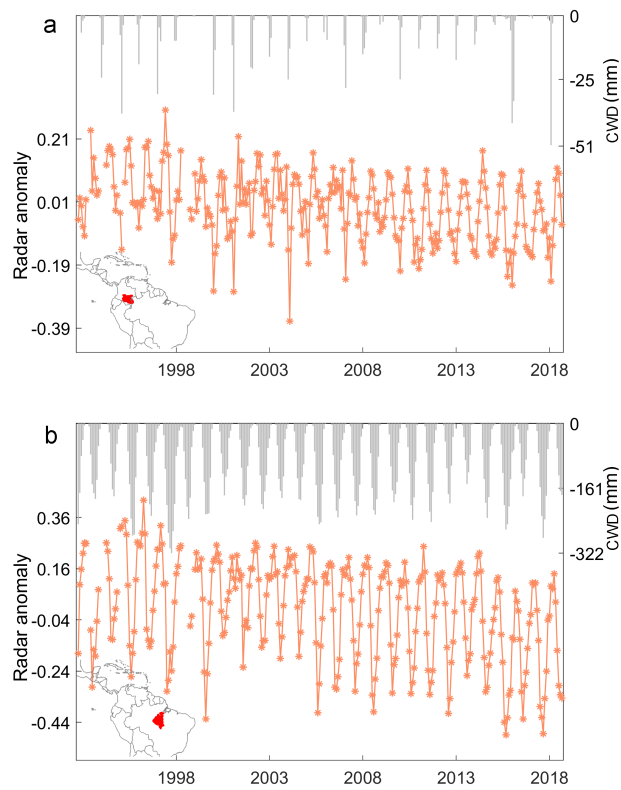 a
0
-25
-51
CWD (mm)
0.21
0.01
-0.19
-0.39
Radar anomaly
1998 2003 2008 2013 2018
b
0
-161
-322
CWD (mm)
0.36
0.16
-0.04
-0.24
-0.44
Radar anomaly
1998 2003 2008 2013 2018